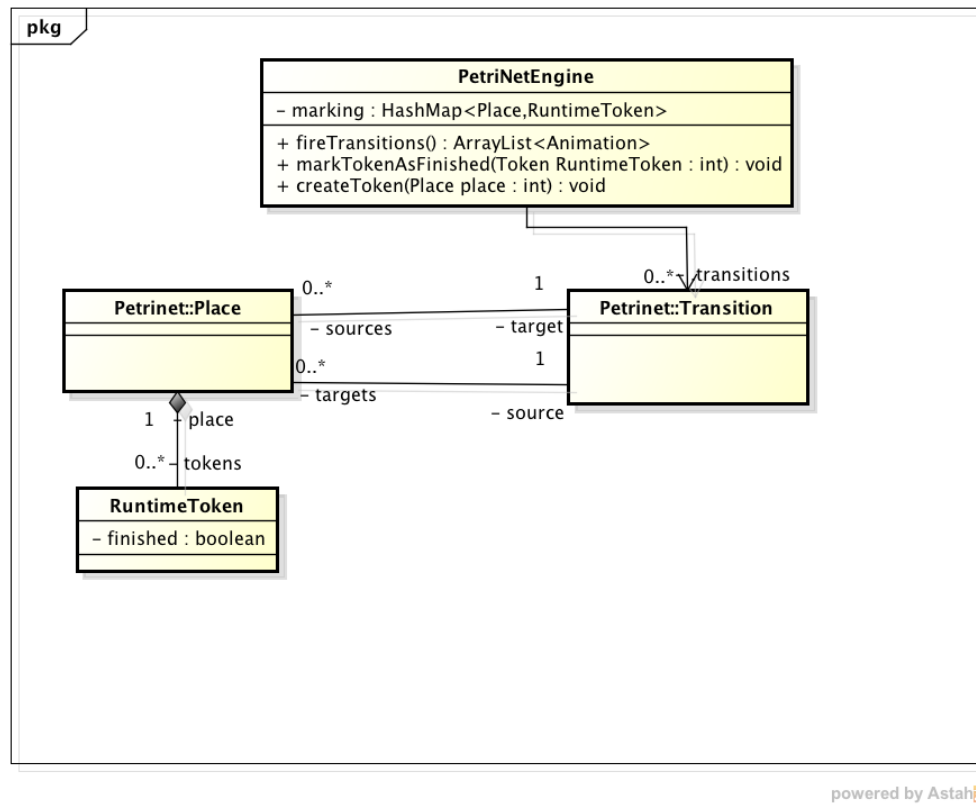 pkg
PetriNetEngine
– marking : HashMap<Place,RuntimeToken>
+ fireTransitions() : ArrayList<Animation>
+ markTokenAsFinished(Token RuntimeToken : int) : void
+ createToken(Place place : int) : void
0..* – transitions
0..* 1
Petrinet::Place
Petrinet::Transition
– sources – target
0..* 1
– targets
– source
1 – place
0..* – tokens
RuntimeToken
– finished : boolean
powered by Astah